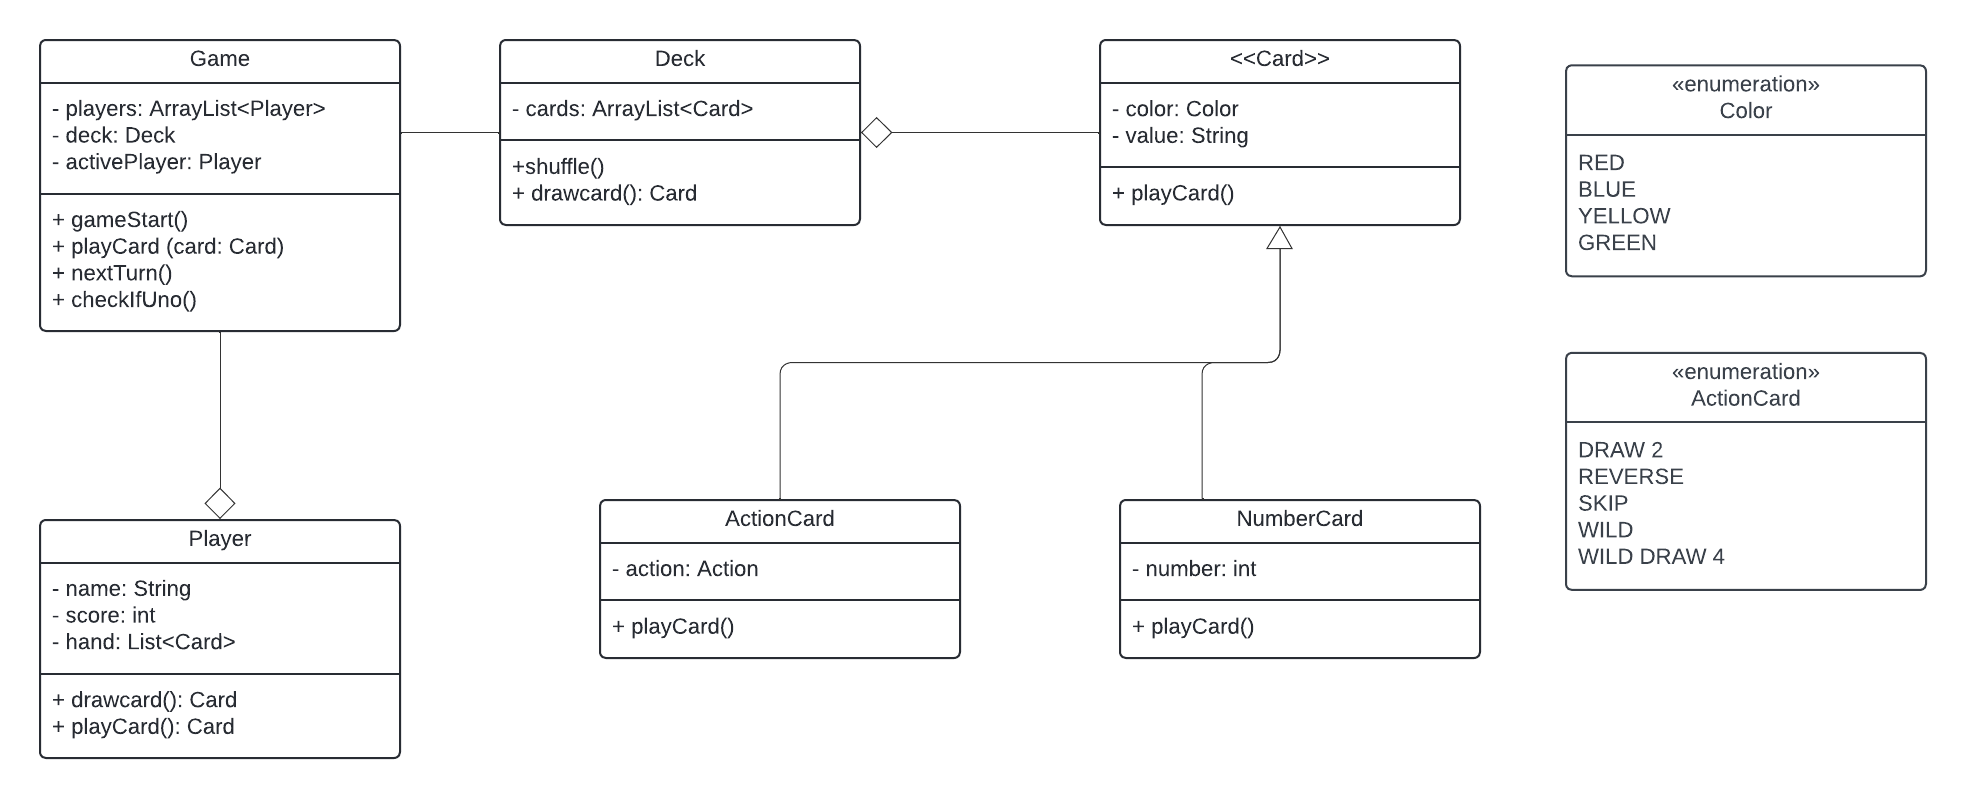 Game
- players: ArrayList<Player>
- deck: Deck
- activePlayer: Player
+ gameStart()
+ playCard (card: Card)
+ nextTurn()
+ checkIfUno()
Deck
- cards: ArrayList<Card>
+shuffle()
+ drawcard(): Card
<<Card>>
- color: Color
- value: String
+ playCard()
«enumeration»
Color
RED
BLUE
YELLOW
GREEN
«enumeration»
ActionCard
DRAW 2
REVERSE
SKIP
WILD
WILD DRAW 4
Player
- name: String
- score: int
- hand: List<Card>
+ drawcard(): Card
+ playCard(): Card
ActionCard
- action: Action
+ playCard()
NumberCard
- number: int
+ playCard()